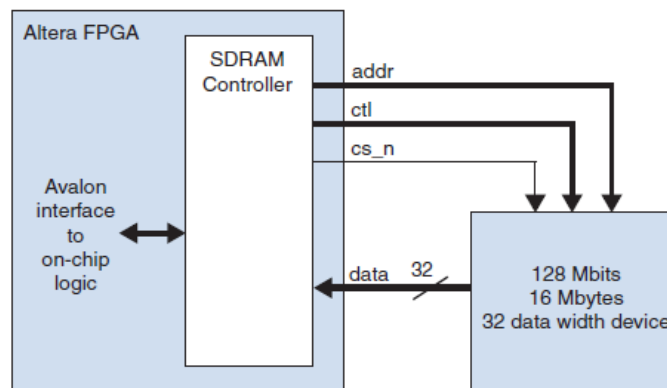 Altera FPGA
SDRAM
Controller
addr
ctl
cs_n
Avalon
interface
to
on-chip
logic
data
32
128 Mbits
16 Mbytes
32 data width device